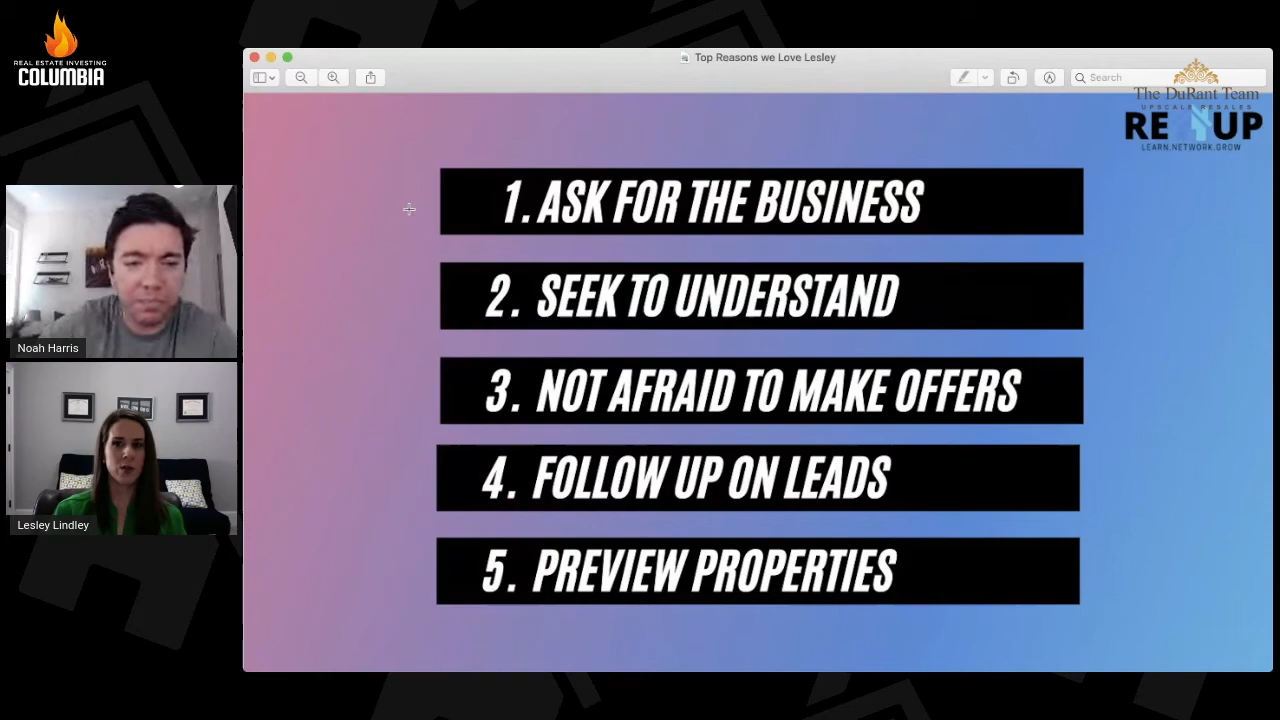 REAL ESTATE INVESTING
COLUMBIA
Top Reasons we Love Lesley
Search
The DuRant Team
UPSCALE RESALES
RE UP
LEARN.NETWORK.GROW
1. ASK FOR THE BUSINESS
2. SEEK TO UNDERSTAND
3. NOT AFRAID TO MAKE OFFERS
4. FOLLOW UP ON LEADS
5. PREVIEW PROPERTIES
Noah Harris
Lesley Lindley